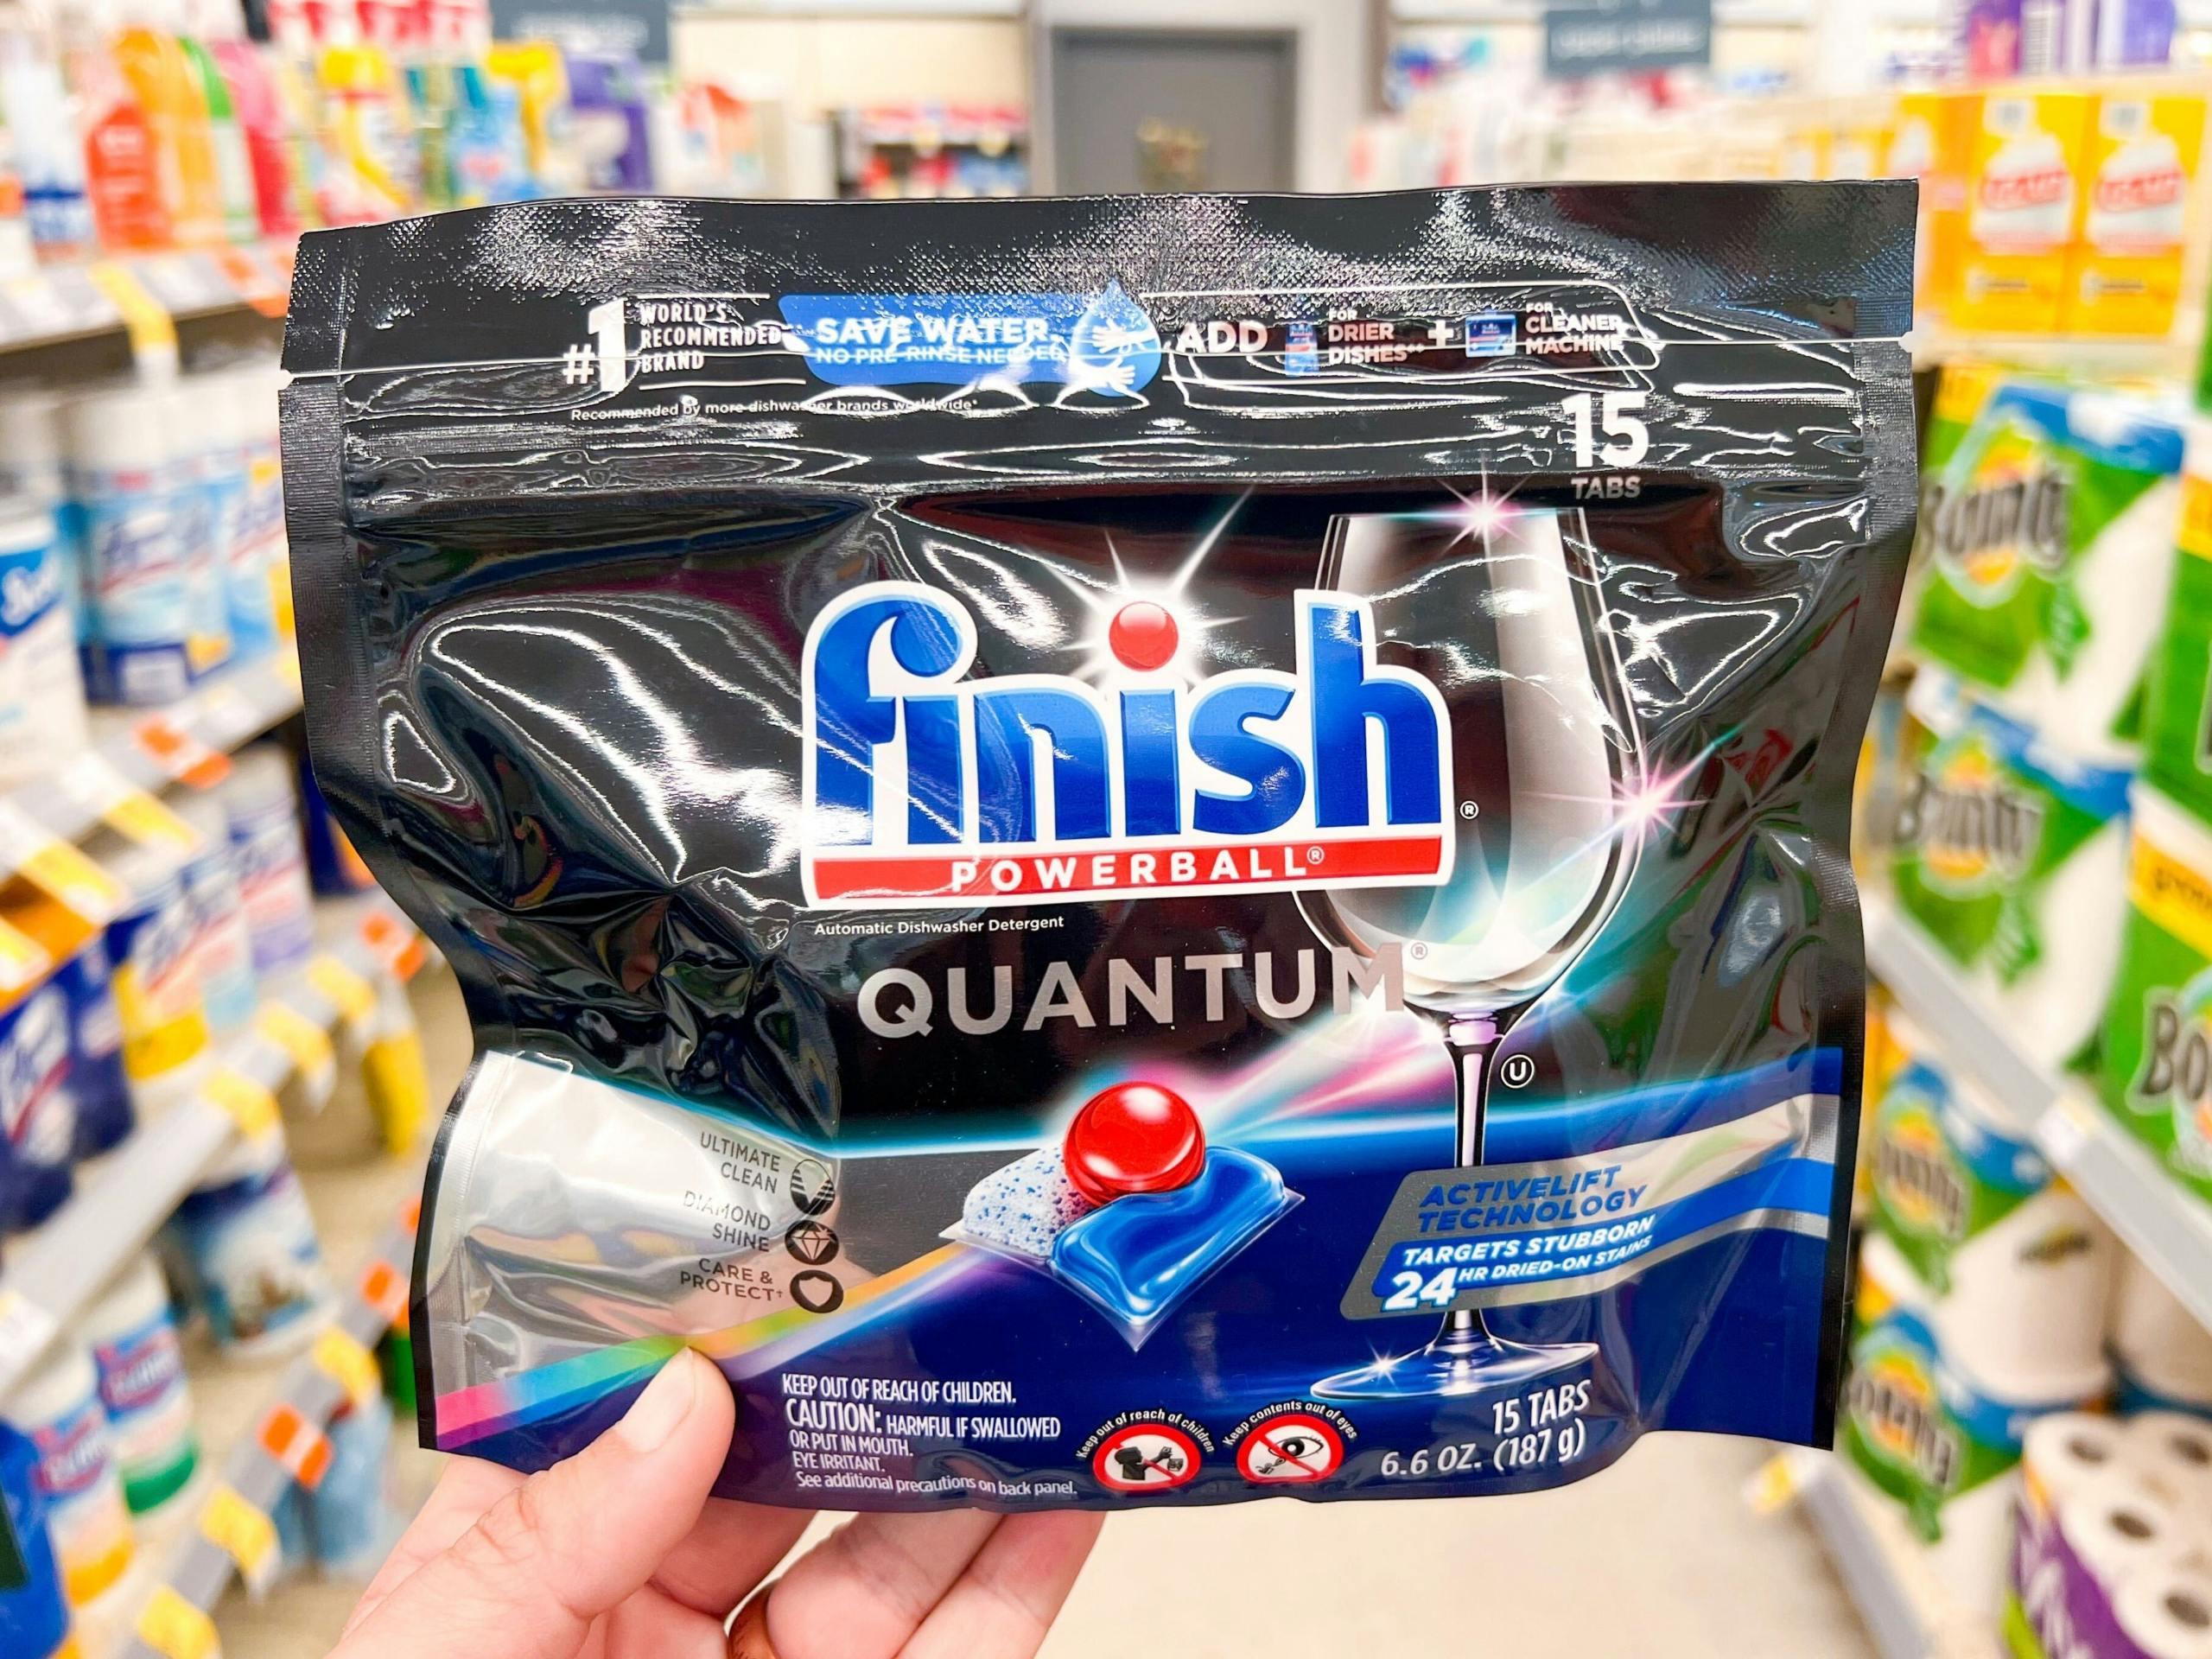 #1 WORLD'S
RECOMMENDED
BRAND
Recommended by more dishwasher brands worldwide*
SAVE WATER
NO PRE-RINSE NEEDED
ADD
FOR
DRIER
DISHES**
+
FOR
CLEANER
MACHINE
15
TABS
finish®
POWERBALL®
Automatic Dishwasher Detergent
QUANTUM®
U
ULTIMATE
CLEAN
DIAMOND
SHINE
CARE &
PROTECT†
ACTIVELIFT
TECHNOLOGY
TARGETS STUBBORN
24 HR DRIED-ON STAINS
KEEP OUT OF REACH OF CHILDREN.
CAUTION: HARMFUL IF SWALLOWED
OR PUT IN MOUTH.
EYE IRRITANT.
See additional precautions on back panel.
Keep out of reach of children
Keep contents out of eyes
15 TABS
6.6 OZ. (187 g)
Bounty
Bounty
Bo